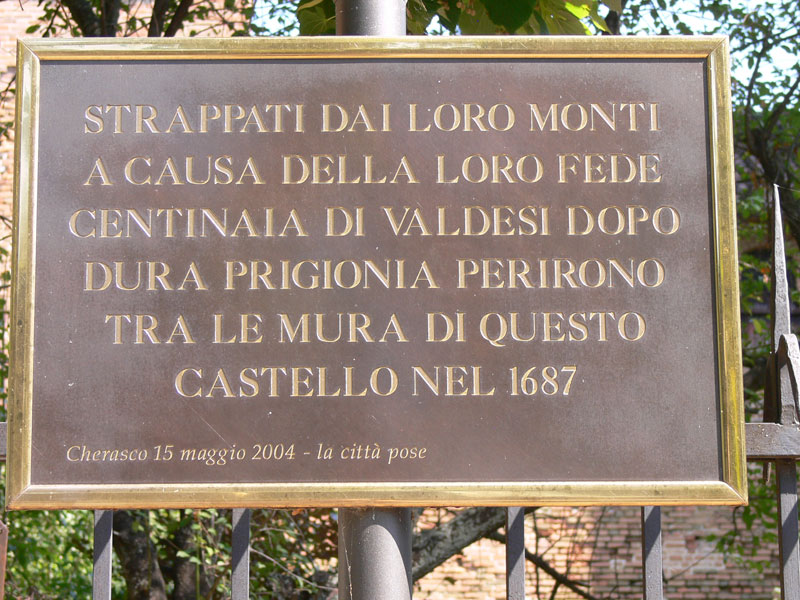 STRAPPATI DAI LORO MONTI
A CAUSA DELLA LORO FEDE
CENTINAIA DI VALDESI DOPO
DURA PRIGIONIA PERIRONO
TRA LE MURA DI QUESTO
CASTELLO NEL 1687
Cherasco 15 maggio 2004 - la città pose